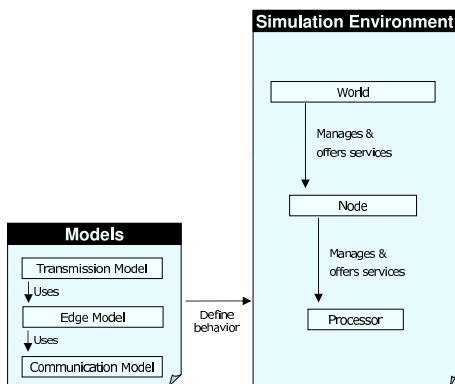 Simulation Environment
World
Manages &
offers services
Node
Manages &
offers services
Processor
Models
Transmission Model
Uses
Edge Model
Uses
Communication Model
Define
behavior